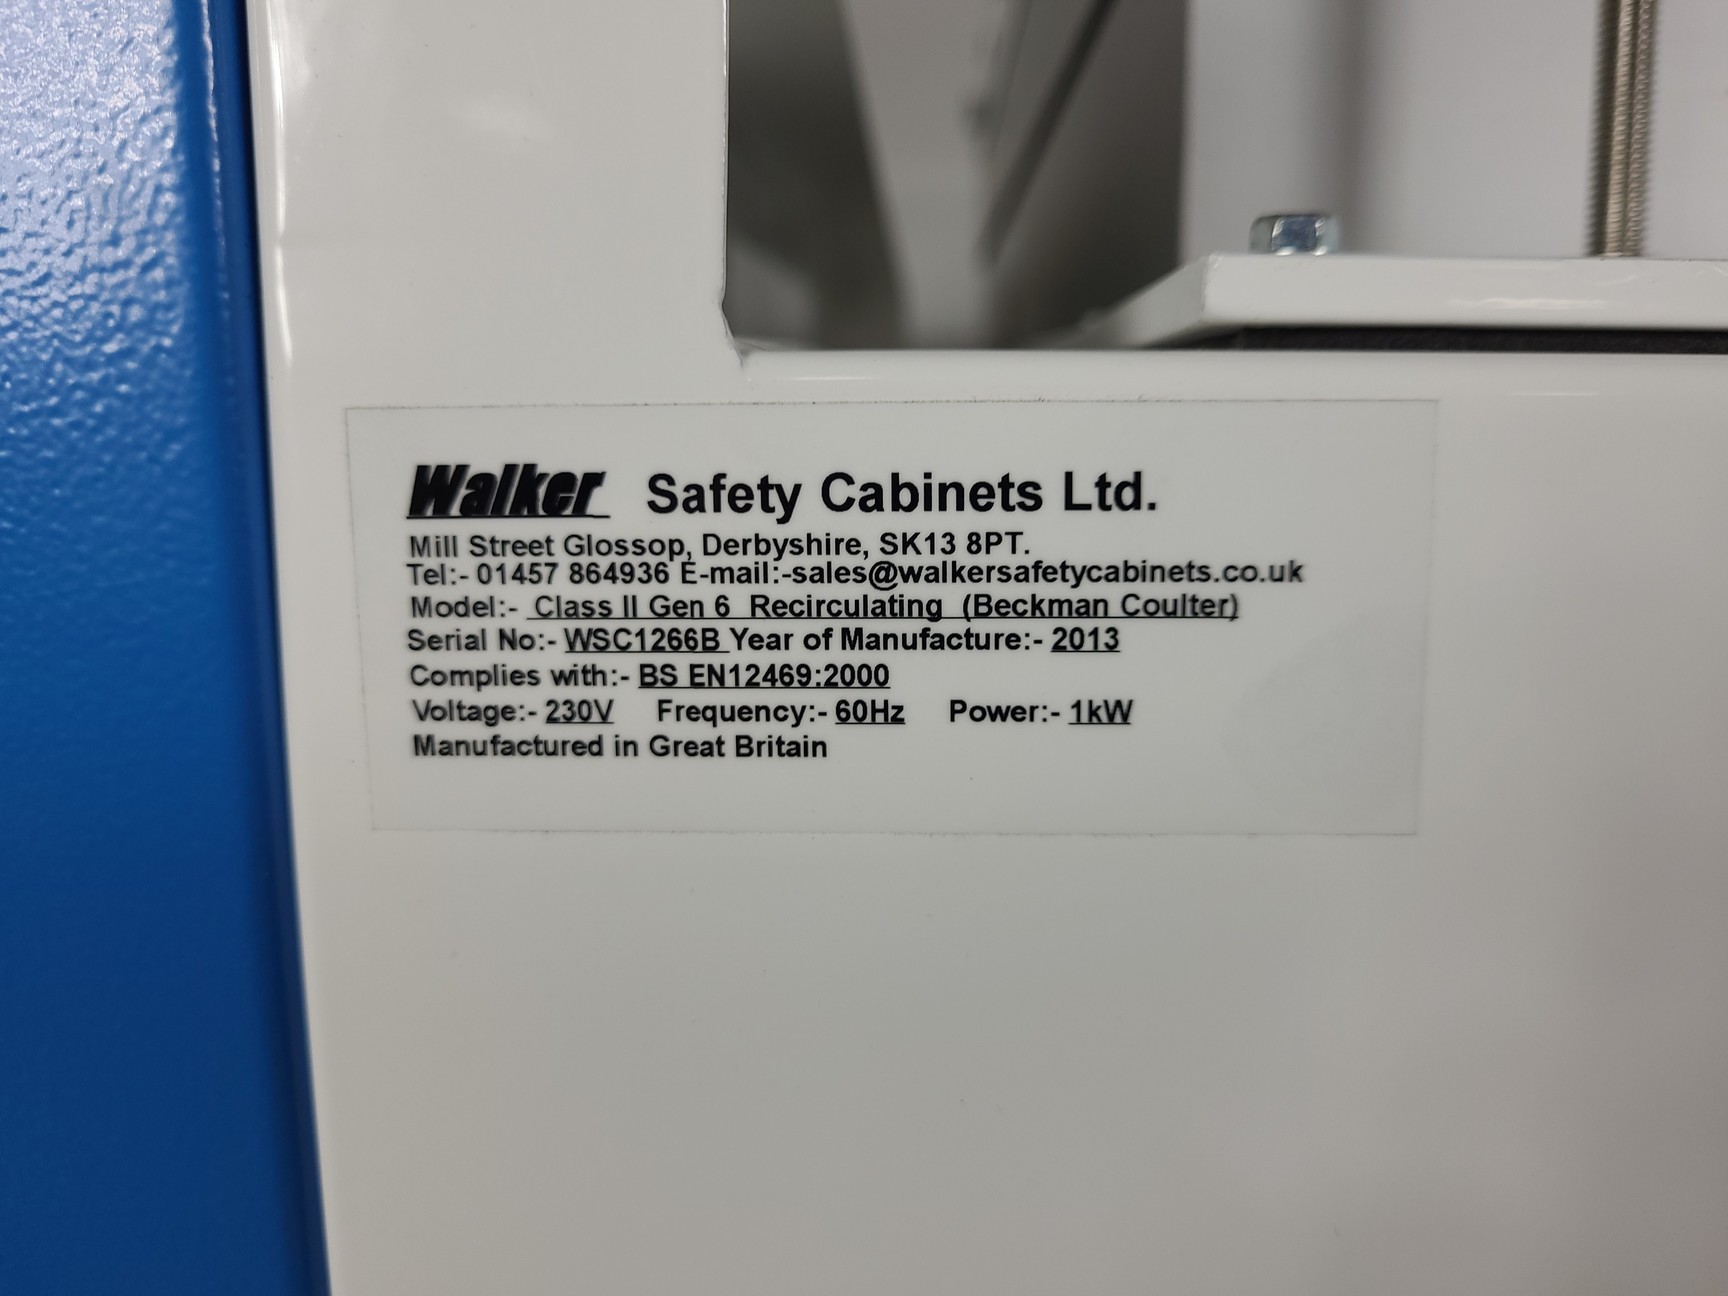 Walker Safety Cabinets Ltd.
Mill Street Glossop, Derbyshire, SK13 8PT.
Tel:- 01457 864936 E-mail:-sales@walkersafetycabinets.co.uk
Model:- Class II Gen 6 Recirculating (Beckman Coulter)
Serial No:- WSC1266B Year of Manufacture:- 2013
Complies with:- BS EN12469:2000
Voltage:- 230V Frequency:- 60Hz Power:- 1kW
Manufactured in Great Britain